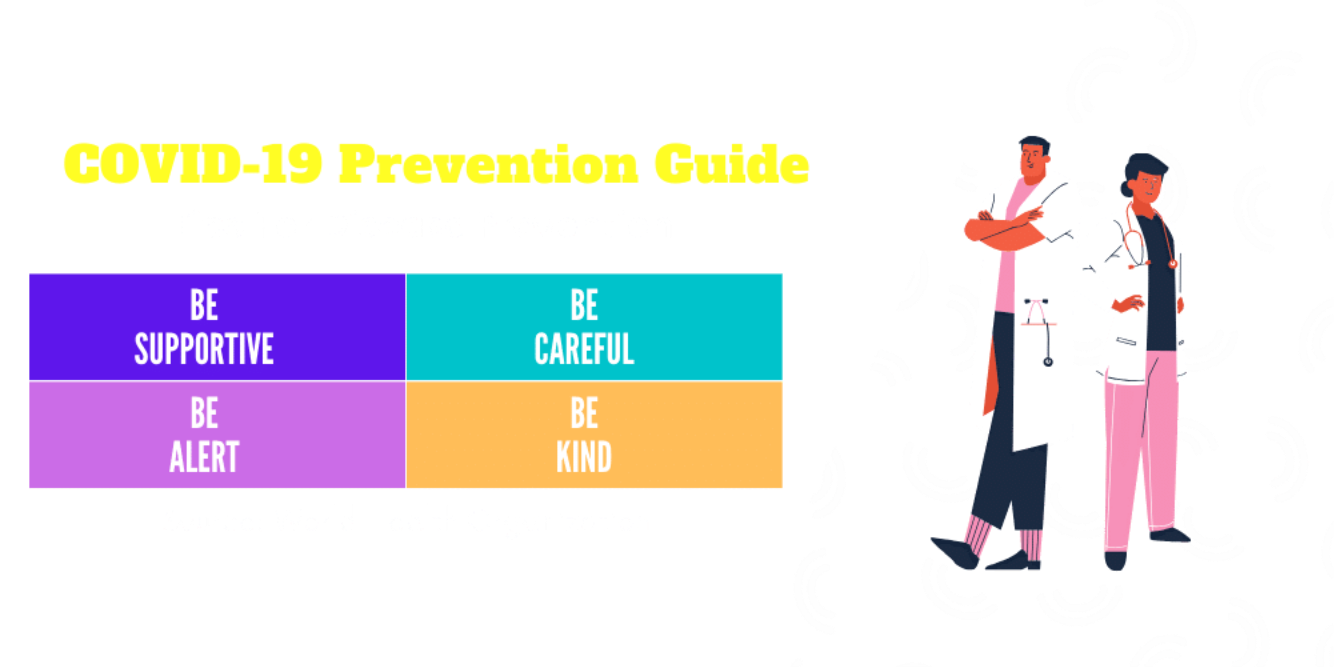 COVID-19 Prevention Guide
BE
SUPPORTIVE
BE
CAREFUL
BE
ALERT
BE
KIND